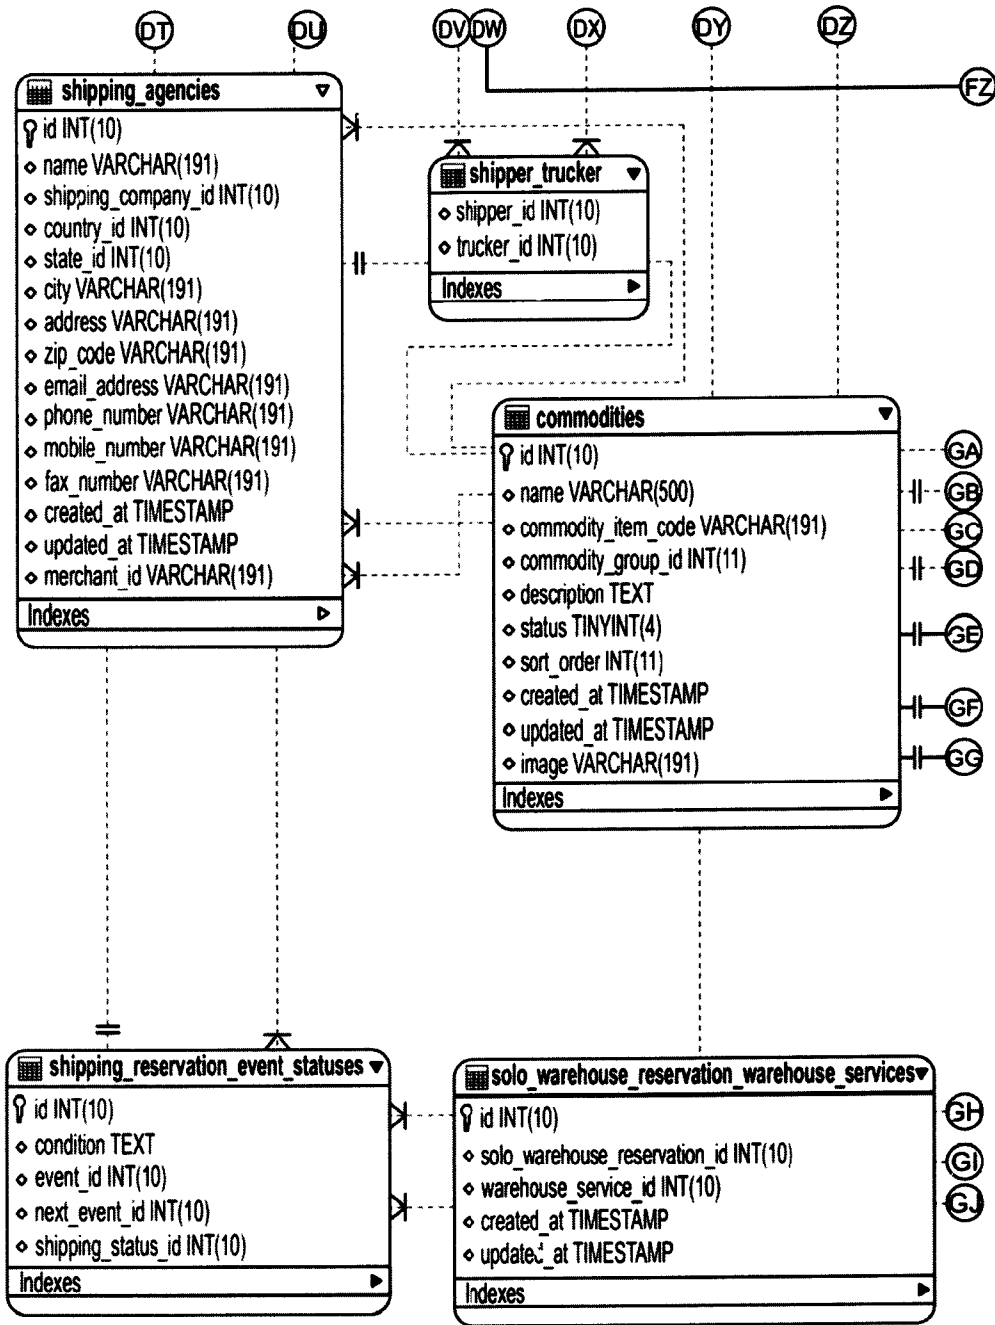 DT
DU
DV
DW
DX
DY
DZ
FZ
shipping_agencies
id INT(10)
name VARCHAR(191)
shipping_company_id INT(10)
country_id INT(10)
state_id INT(10)
city VARCHAR(191)
address VARCHAR(191)
zip_code VARCHAR(191)
email_address VARCHAR(191)
phone_number VARCHAR(191)
mobile_number VARCHAR(191)
fax_number VARCHAR(191)
created_at TIMESTAMP
updated_at TIMESTAMP
merchant_id VARCHAR(191)
Indexes
shipper_trucker
shipper_id INT(10)
trucker_id INT(10)
Indexes
commodities
id INT(10)
name VARCHAR(500)
commodity_item_code VARCHAR(191)
commodity_group_id INT(11)
description TEXT
status TINYINT(4)
sort_order INT(11)
created_at TIMESTAMP
updated_at TIMESTAMP
image VARCHAR(191)
Indexes
GA
GB
GC
GD
GE
GF
GG
shipping_reservation_event_statuses
id INT(10)
condition TEXT
event_id INT(10)
next_event_id INT(10)
shipping_status_id INT(10)
Indexes
solo_warehouse_reservation_warehouse_services
id INT(10)
solo_warehouse_reservation_id INT(10)
warehouse_service_id INT(10)
created_at TIMESTAMP
updated_at TIMESTAMP
Indexes
GH
GI
GJ